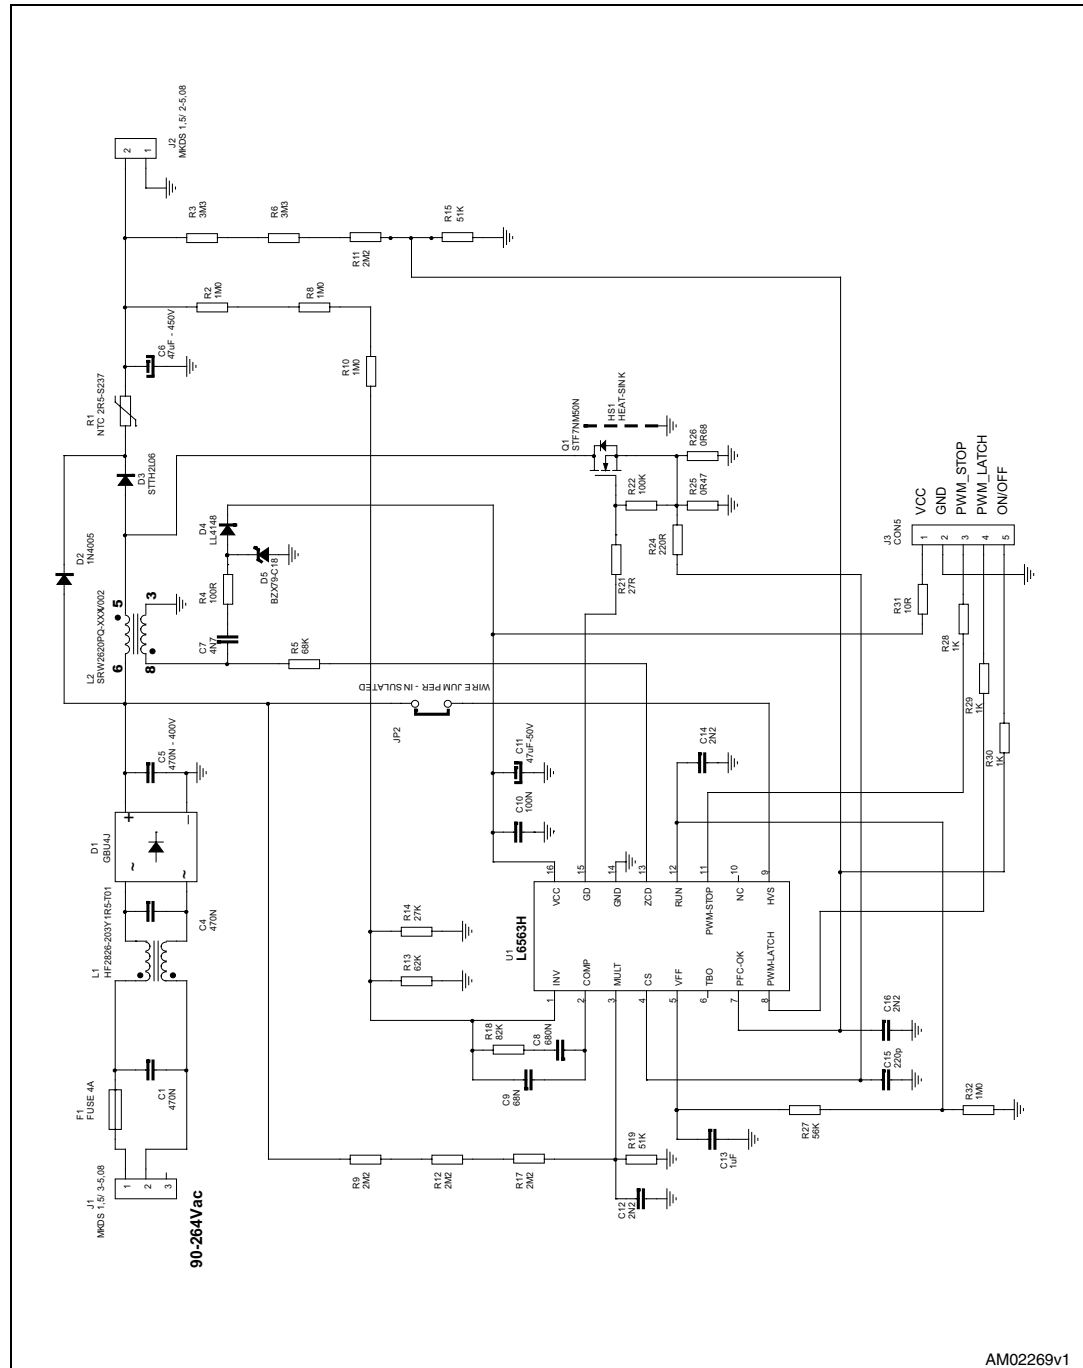 J1
MKDS 1,5/ 3-5,08
1
2
3
90-264Vac
F1
FUSE 4A
C1
470N
L1
HF2826-203Y1R5-T01
C4
470N
D1
GBU4J
~
~
+
−
C5
470N - 400V
L2
SRW2620PQ-XXXV002
6
5
8
3
D2
1N4005
D3
STTH2L06
R1
NTC 2R5-S237
C6
47uF - 450V
J2
MKDS 1,5/ 2-5,08
2
1
R3
3M3
R6
3M3
R11
2M2
R15
51K
R2
1M0
R8
1M0
R10
1M0
C7
4N7
R4
100R
D4
LL4148
D5
BZX79-C18
R5
68K
JP2
WIRE JUMPER - INSULATED
C11
47uF-50V
C10
100N
C14
2N2
R14
27K
R13
62K
R18
82K
C8
680N
C9
68N
R9
2M2
R12
2M2
R17
2M2
R19
51K
C12
2N2
C13
1uF
R27
56K
R32
1M0
C15
220p
C16
2N2
U1
L6563H
INV
1
COMP
2
MULT
3
CS
4
VFF
5
TBO
6
PFC-OK
7
PWM-LATCH
8
VCC
16
GD
15
GND
14
ZCD
13
RUN
12
PWM-STOP
11
NC
10
HVS
9
Q1
STF7NM50N
HS1
HEAT-SINK
R21
27R
R22
100K
R24
220R
R25
0R47
R26
0R68
R31
10R
R28
1K
R29
1K
R30
1K
J3
CON5
1
2
3
4
5
VCC
GND
PWM_STOP
PWM_LATCH
ON/OFF
AM02269v1